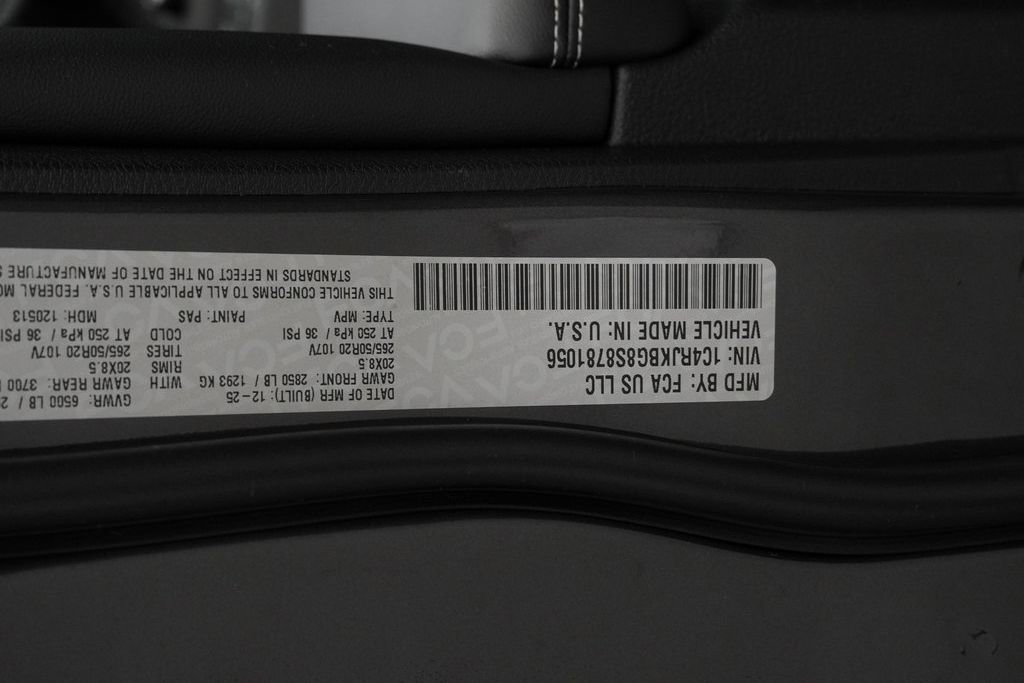 MFD BY: FCA US LLC
VIN: 1C4RJKBG8S8781056
VEHICLE MADE IN: U.S.A.
DATE OF MFR (BUILT): 12-25 GVWR: 6500 LB /
GAWR FRONT: 2850 LB 1293 KG WITH GAWR REAR: 3700
20X8.5 RIMS 20X8.5
265/50R20 107V TIRES 265/50R20 107V
AT 250 kPa / 36 PSI COLD AT 250 kPa / 36 PSI
TYPE: MPV PAINT: PAS MDH: 120513
THIS VEHICLE CONFORMS TO ALL APPLICABLE U.S.A. FEDERAL
STANDARDS IN EFFECT ON THE DATE OF MANUFACTURE